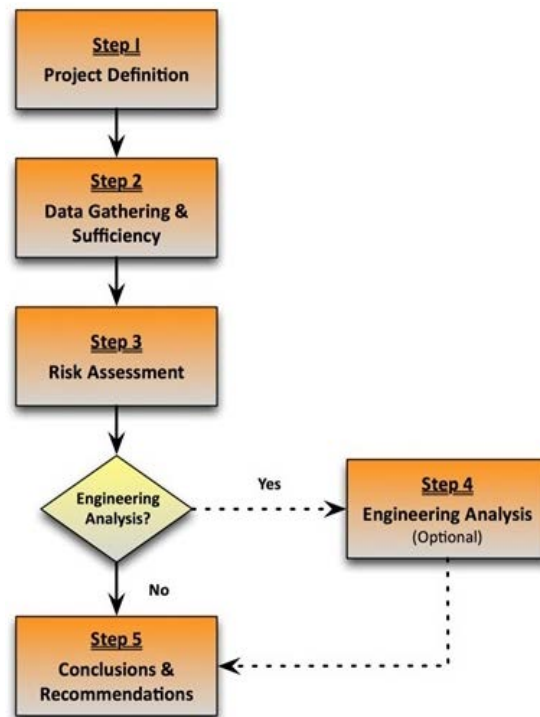 Step 1
Project Definition
Step 2
Data Gathering &
Sufficiency
Step 3
Risk Assessment
Engineering
Analysis?
Yes
Step 4
Engineering Analysis
(Optional)
No
Step 5
Conclusions &
Recommendations